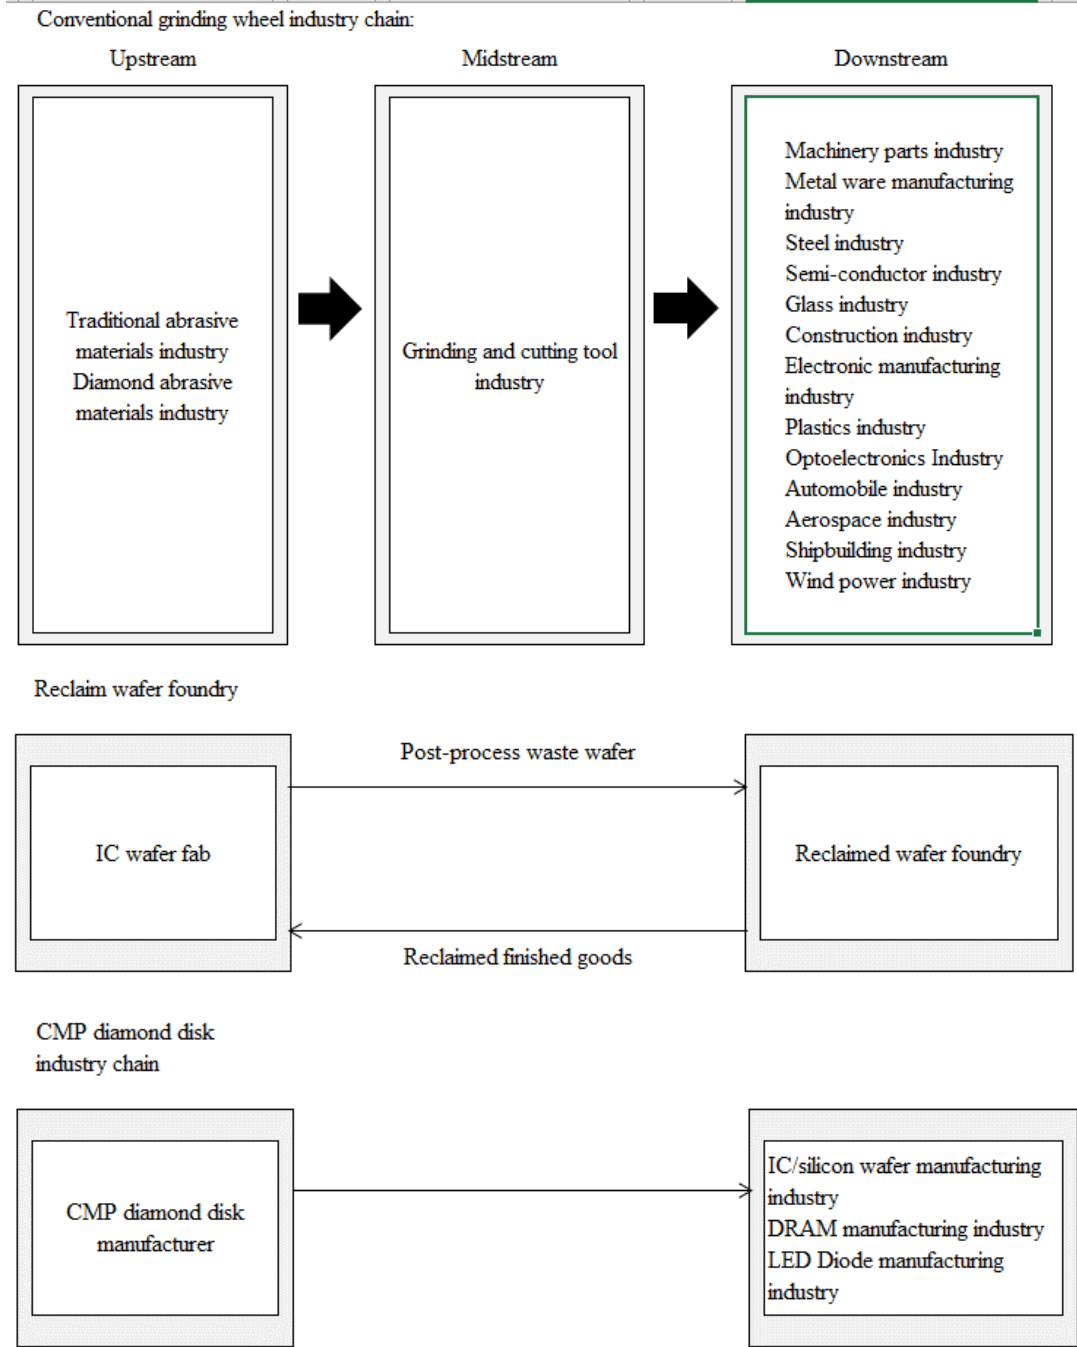 Conventional grinding wheel industry chain:
Upstream
Midstream
Downstream
Traditional abrasive
materials industry
Diamond abrasive
materials industry
Grinding and cutting tool
industry
Machinery parts industry
Metal ware manufacturing
industry
Steel industry
Semi-conductor industry
Glass industry
Construction industry
Electronic manufacturing
industry
Plastics industry
Optoelectronics Industry
Automobile industry
Aerospace industry
Shipbuilding industry
Wind power industry
Reclaim wafer foundry
Post-process waste wafer
IC wafer fab
Reclaimed wafer foundry
Reclaimed finished goods
CMP diamond disk
industry chain
CMP diamond disk
manufacturer
IC/silicon wafer manufacturing
industry
DRAM manufacturing industry
LED Diode manufacturing
industry